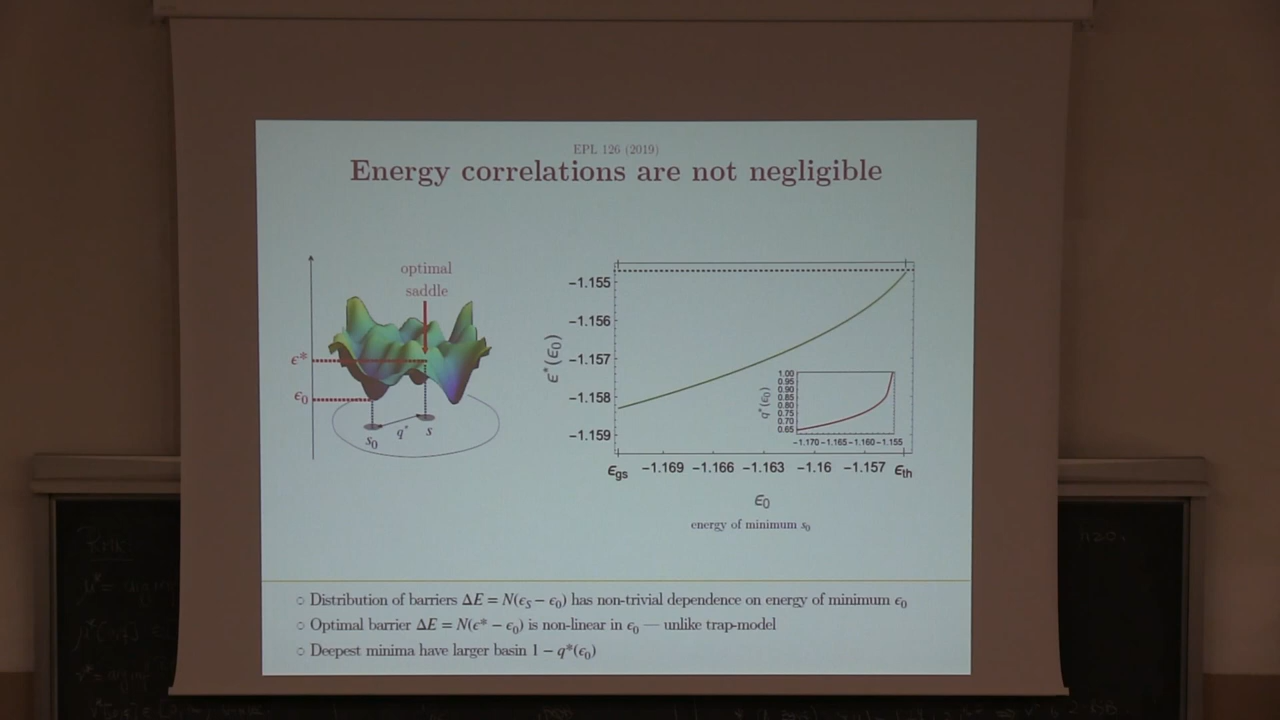 EPL 126 (2019)
Energy correlations are not negligible
optimal
saddle
ϵ*
ϵ0
s0
q*
s
ϵ*(ϵ0)
−1.155
−1.156
−1.157
−1.158
−1.159
q*(ϵ0)
1.00
0.95
0.90
0.85
0.80
0.75
0.70
0.65
−1.170 −1.165 −1.160 −1.155
ϵgs −1.169 −1.166 −1.163 −1.16 −1.157 ϵth
ϵ0
energy of minimum s0
○ Distribution of barriers ΔE = N(ϵS − ϵ0) has non-trivial dependence on energy of minimum ϵ0
○ Optimal barrier ΔE = N(ϵ* − ϵ0) is non-linear in ϵ0 — unlike trap-model
○ Deepest minima have larger basin 1 − q*(ϵ0)